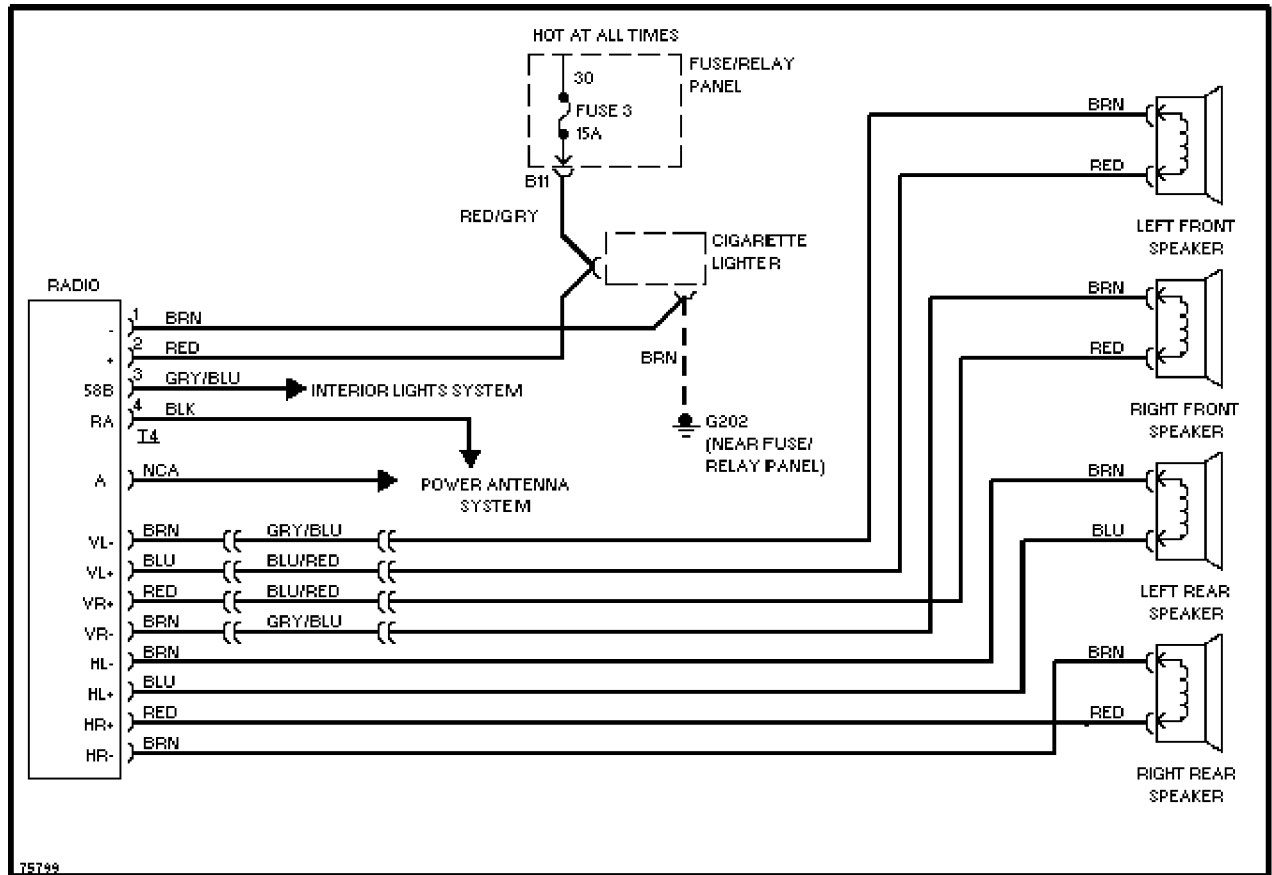 HOT AT ALL TIMES
FUSE/RELAY
PANEL
30
FUSE 3
15A
B11
RED/GRY
CIGARETTE
LIGHTER
RADIO
- 1 BRN
+ 2 RED
58B 3 GRY/BLU
INTERIOR LIGHTS SYSTEM
RA 4 BLK
T4
A NCA
POWER ANTENNA
SYSTEM
BRN
G202
(NEAR FUSE/
RELAY PANEL)
VL- BRN GRY/BLU
VL+ BLU BLU/RED
VR+ RED BLU/RED
VR- BRN GRY/BLU
HL- BRN
HL+ BLU
HR+ RED
HR- BRN
BRN
RED
LEFT FRONT
SPEAKER
BRN
RED
RIGHT FRONT
SPEAKER
BRN
BLU
LEFT REAR
SPEAKER
BRN
RED
RIGHT REAR
SPEAKER
75799